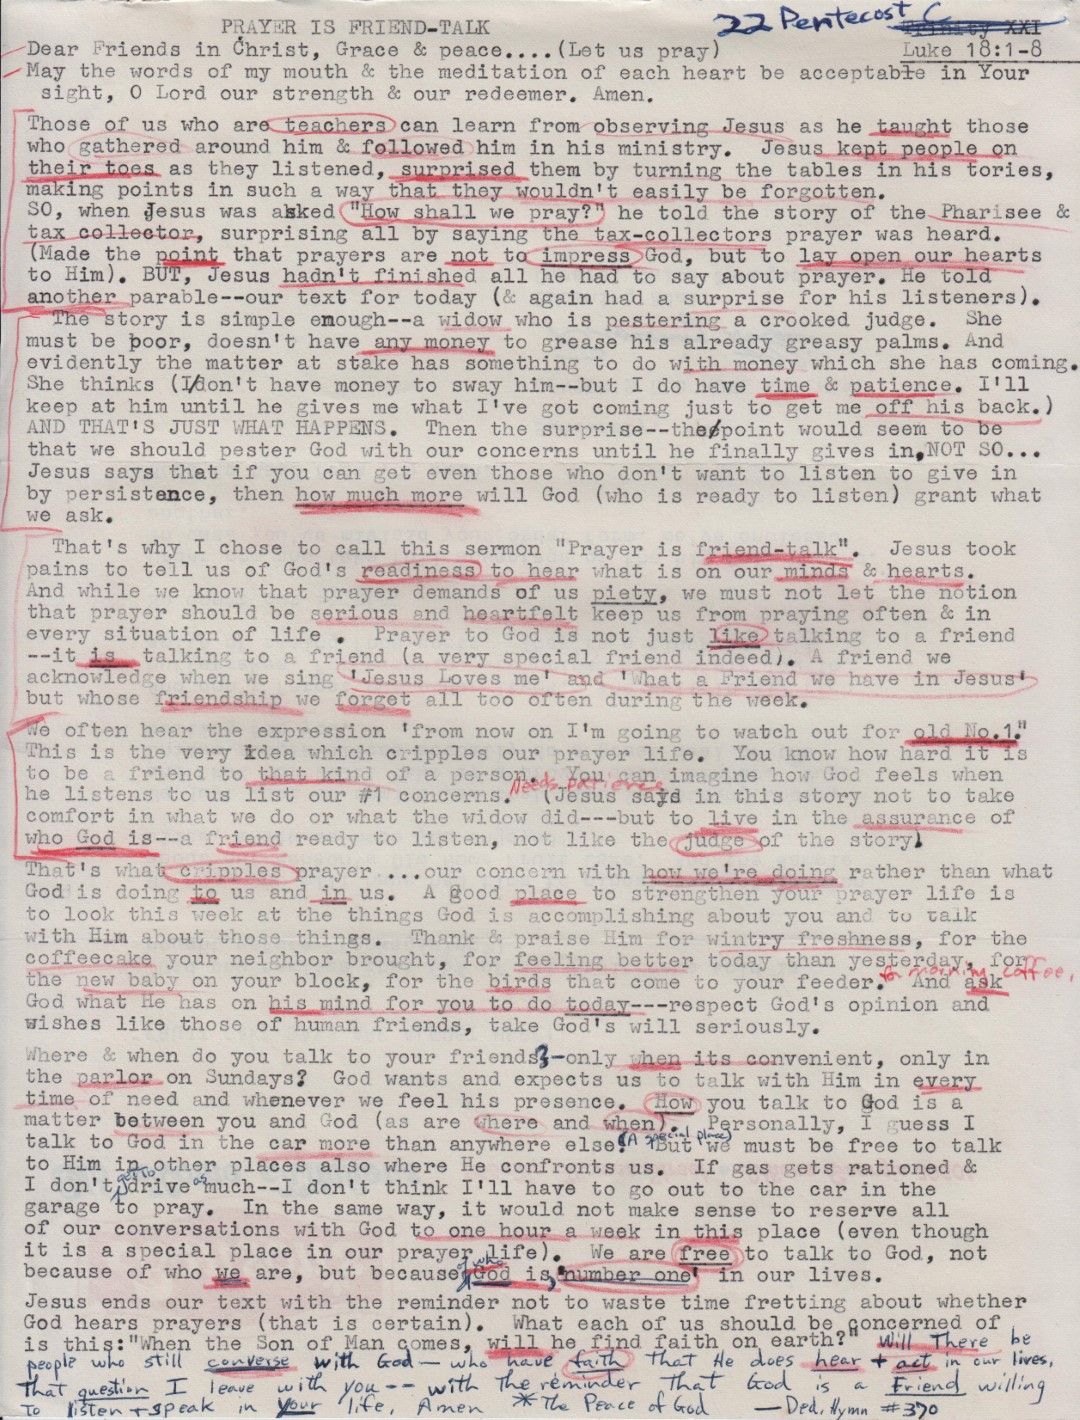 PRAYER IS FRIEND-TALK
22 Pentecost C
Trinity XXI
Dear Friends in Christ, Grace & peace....(Let us pray)
Luke 18:1-8
May the words of my mouth & the meditation of each heart be acceptable in Your
sight, O Lord our strength & our redeemer. Amen.
Those of us who are teachers can learn from observing Jesus as he taught those
who gathered around him & followed him in his ministry. Jesus kept people on
their toes as they listened, surprised them by turning the tables in his tories,
making points in such a way that they wouldn't easily be forgotten.
SO, when Jesus was asked "How shall we pray?" he told the story of the Pharisee &
tax collector, surprising all by saying the tax-collectors prayer was heard.
(Made the point that prayers are not to impress God, but to lay open our hearts
to Him). BUT, Jesus hadn't finished all he had to say about prayer. He told
another parable--our text for today (& again had a surprise for his listeners).
The story is simple enough--a widow who is pestering a crooked judge. She
must be poor, doesn't have any money to grease his already greasy palms. And
evidently the matter at stake has something to do with money which she has coming.
She thinks (I don't have money to sway him--but I do have time & patience. I'll
keep at him until he gives me what I've got coming just to get me off his back.)
AND THAT'S JUST WHAT HAPPENS. Then the surprise--the point would seem to be
that we should pester God with our concerns until he finally gives in, NOT SO...
Jesus says that if you can get even those who don't want to listen to give in
by persistence, then how much more will God (who is ready to listen) grant what
we ask.
That's why I chose to call this sermon "Prayer is friend-talk". Jesus took
pains to tell us of God's readiness to hear what is on our minds & hearts.
And while we know that prayer demands of us piety, we must not let the notion
that prayer should be serious and heartfelt keep us from praying often & in
every situation of life . Prayer to God is not just like talking to a friend
--it is talking to a friend (a very special friend indeed). A friend we
acknowledge when we sing 'Jesus Loves me' and 'What a Friend we have in Jesus'
but whose friendship we forget all too often during the week.
We often hear the expression 'from now on I'm going to watch out for old No.1."
This is the very idea which cripples our prayer life. You know how hard it is
to be a friend to that kind of a person. You can imagine how God feels when
Needs patience
he listens to us list our #1 concerns. (Jesus says in this story not to take
comfort in what we do or what the widow did---but to live in the assurance of
who God is--a friend ready to listen, not like the judge of the story!
That's what cripples prayer ...our concern with how we're doing rather than what
God is doing to us and in us. A good place to strengthen your prayer life is
to look this week at the things God is accomplishing about you and to talk
with Him about those things. Thank & praise Him for wintry freshness, for the
coffeecake your neighbor brought, for feeling better today than yesterday, for
the new baby on your block, for the birds that come to your feeder. And ask
for morning coffee,
God what He has on his mind for you to do today---respect God's opinion and
wishes like those of human friends, take God's will seriously.
Where & when do you talk to your friends?-only when its convenient, only in
the parlor on Sundays? God wants and expects us to talk with Him in every
time of need and whenever we feel his presence. How you talk to God is a
matter between you and God (as are where and when). Personally, I guess I
talk to God in the car more than anywhere else. (A special place) But we must be free to talk
to Him in other places also where He confronts us. If gas gets rationed &
I don't get to drive as much--I don't think I'll have to go out to the car in the
garage to pray. In the same way, it would not make sense to reserve all
of our conversations with God to one hour a week in this place (even though
it is a special place in our prayer life). We are free to talk to God, not
because of who we are, but because of who God is, 'number one' in our lives.
Jesus ends our text with the reminder not to waste time fretting about whether
God hears prayers (that is certain). What each of us should be concerned of
is this:"When the Son of Man comes, will he find faith on earth?" Will There be
people who still converse with God - who have faith that He does hear + act in our lives,
That question I leave with you -- with The reminder That God is a Friend willing
To listen + speak in your life, Amen * The Peace of God - Ded. Hymn #370